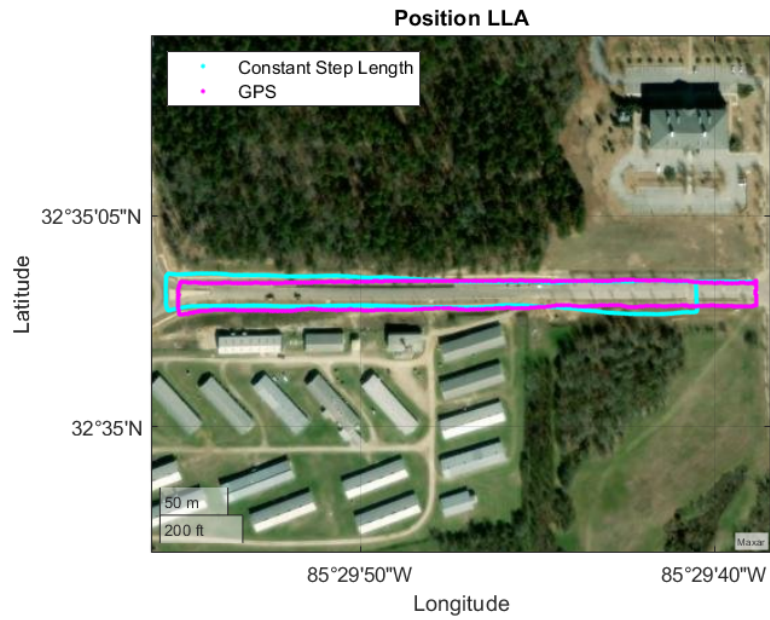 Position LLA
Constant Step Length
GPS
32°35'05"N
Latitude
32°35'N
50 m
200 ft
Maxar
85°29'50"W
85°29'40"W
Longitude